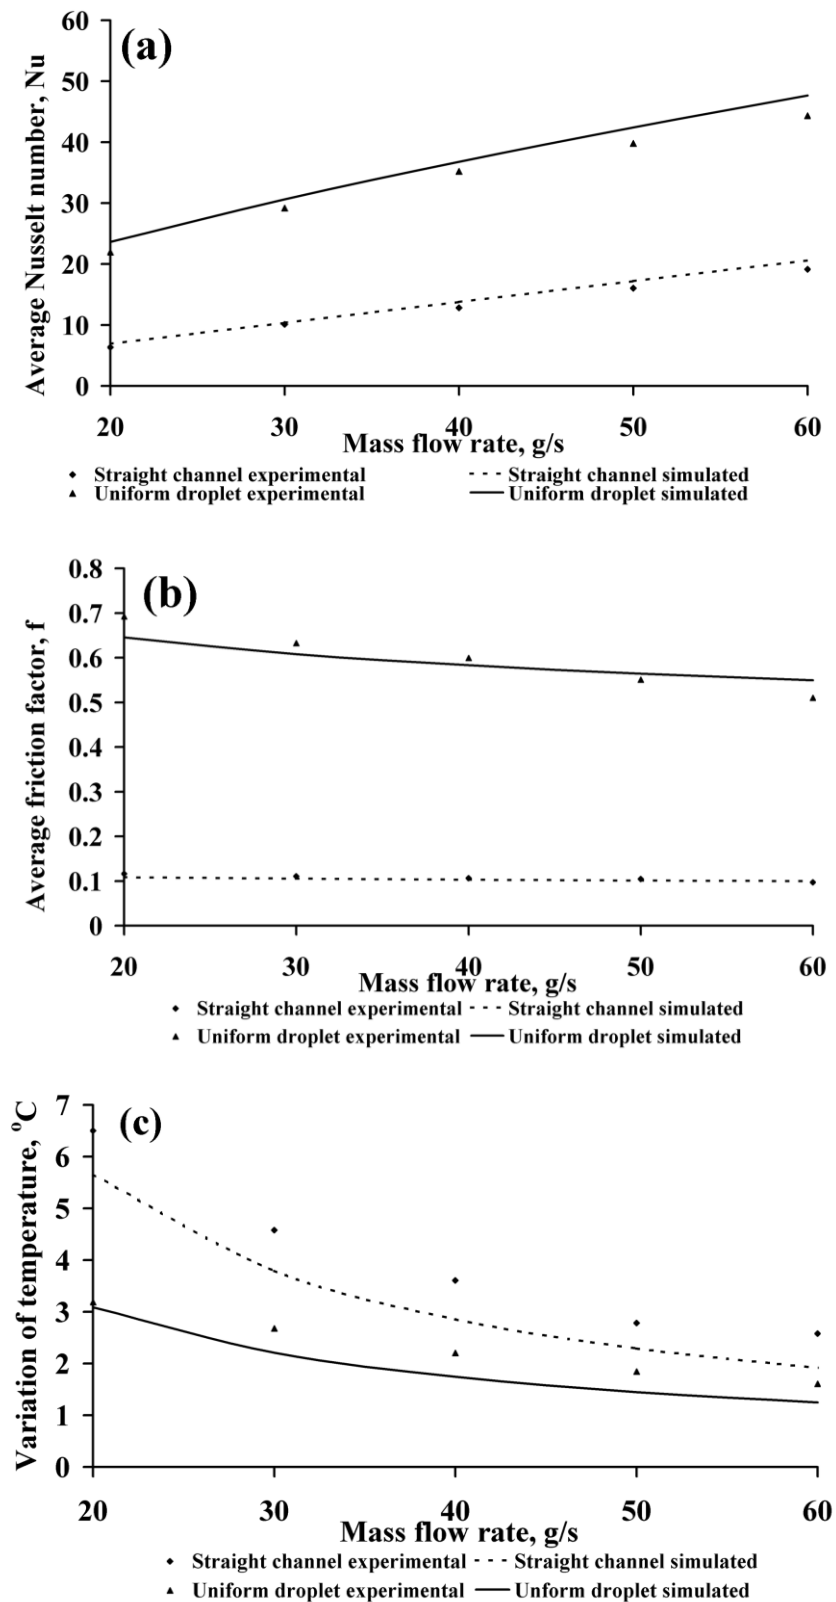 (a)
Average Nusselt number, Nu
60
50
40
30
20
10
0
20 30 40 50 60
Mass flow rate, g/s
Straight channel experimental Straight channel simulated
Uniform droplet experimental Uniform droplet simulated
(b)
Average friction factor, f
0.8
0.7
0.6
0.5
0.4
0.3
0.2
0.1
0
20 30 40 50 60
Mass flow rate, g/s
Straight channel experimental Straight channel simulated
Uniform droplet experimental Uniform droplet simulated
(c)
Variation of temperature, °C
7
6
5
4
3
2
1
0
20 30 40 50 60
Mass flow rate, g/s
Straight channel experimental Straight channel simulated
Uniform droplet experimental Unform droplet simulated